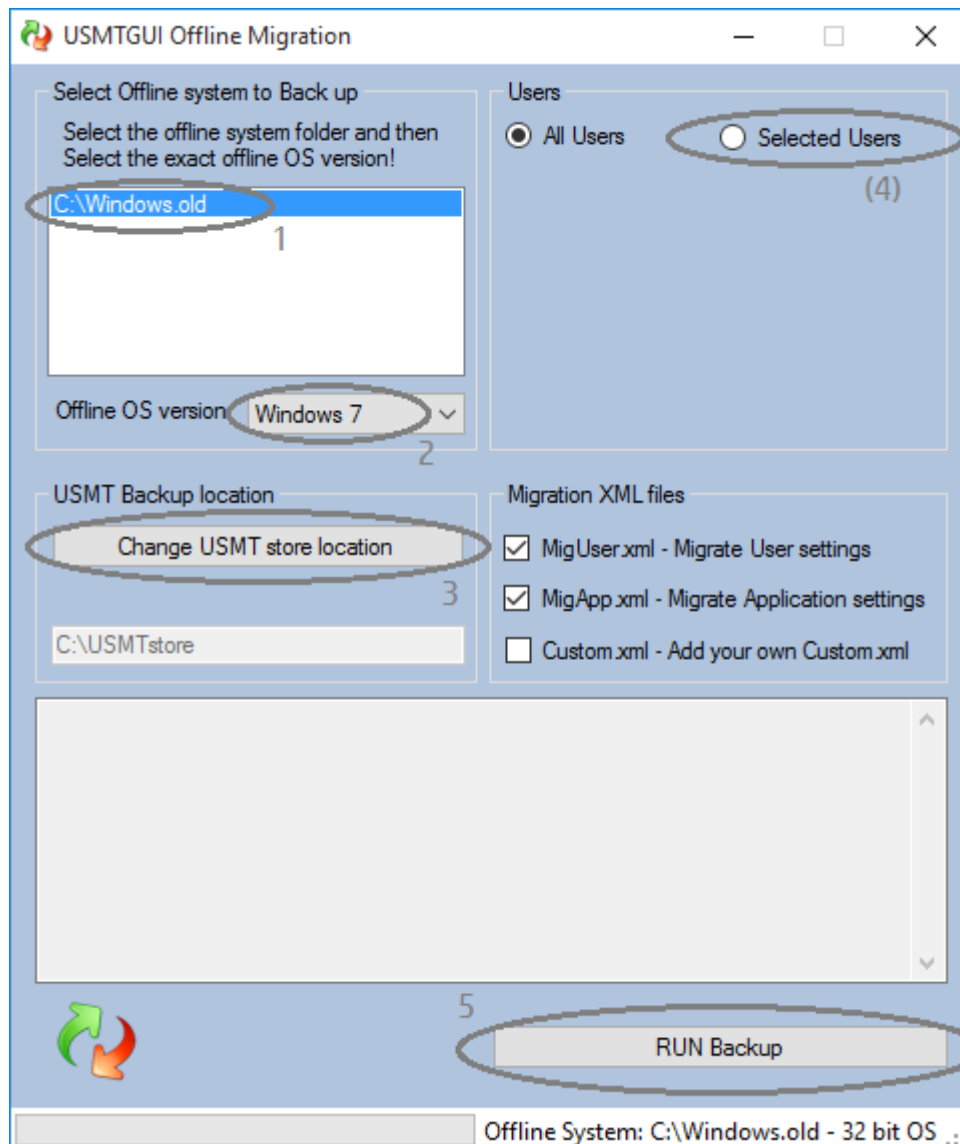 USMTGUI Offline Migration
Select Offline system to Back up
Select the offline system folder and then
Select the exact offline OS version!
C:\Windows.old
1
Offline OS version
Windows 7
2
Users
All Users
Selected Users
(4)
USMT Backup location
Change USMT store location
3
C:\USMTstore
Migration XML files
MigUser.xml - Migrate User settings
MigApp.xml - Migrate Application settings
Custom.xml - Add your own Custom.xml
5
RUN Backup
Offline System: C:\Windows.old - 32 bit OS